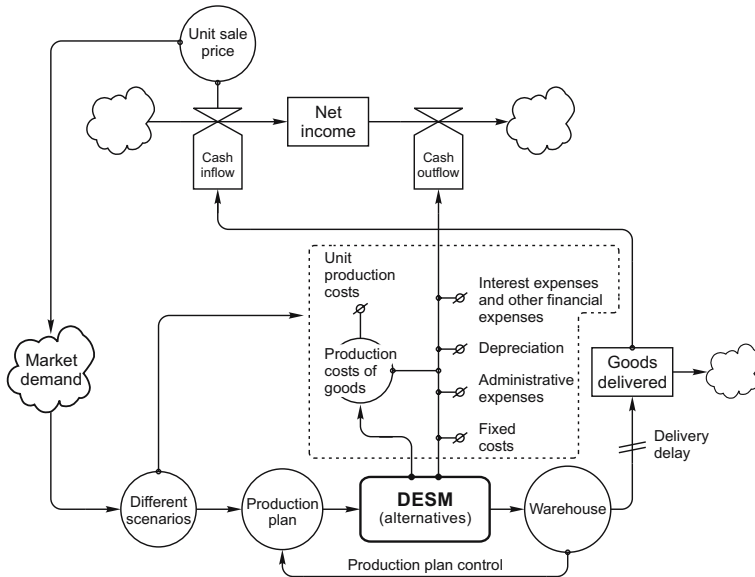 Unit sale
price
Net
income
Cash
inflow
Cash
outflow
Unit
production
costs
Interest expenses
and other financial
expenses
Market
demand
Production
costs of
goods
Depreciation
Administrative
expenses
Goods
delivered
Fixed
costs
Delivery
delay
Different
scenarios
Production
plan
DESM
(alternatives)
Warehouse
Production plan control